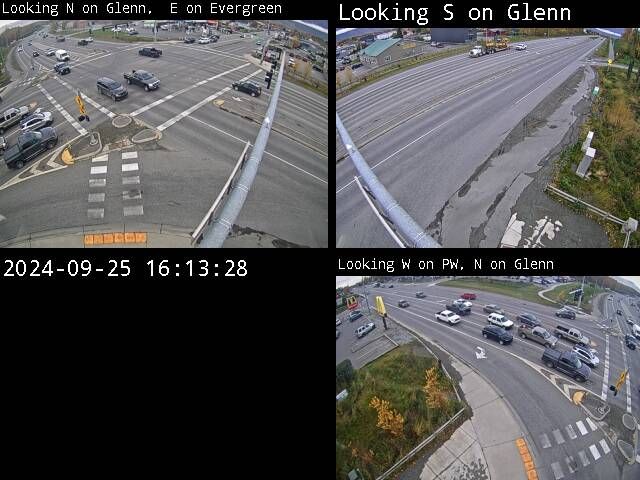 Looking N on Glenn,  E on Evergreen
Looking S on Glenn
2024-09-25 16:13:28
Looking W on PW, N on Glenn